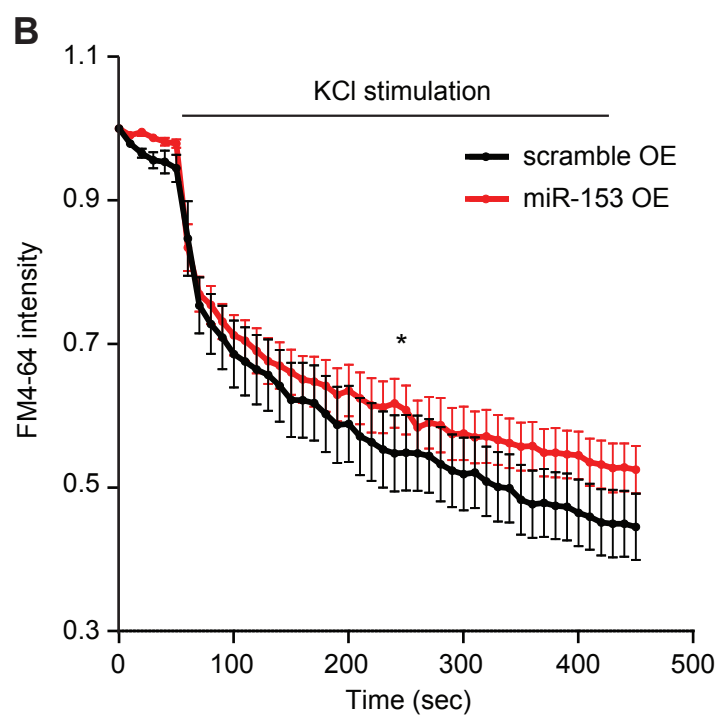 B
1.1
KCl stimulation
scramble OE
miR-153 OE
0.9
0.7
*
0.5
0.3
FM4-64 intensity
0 100 200 300 400 500
Time (sec)